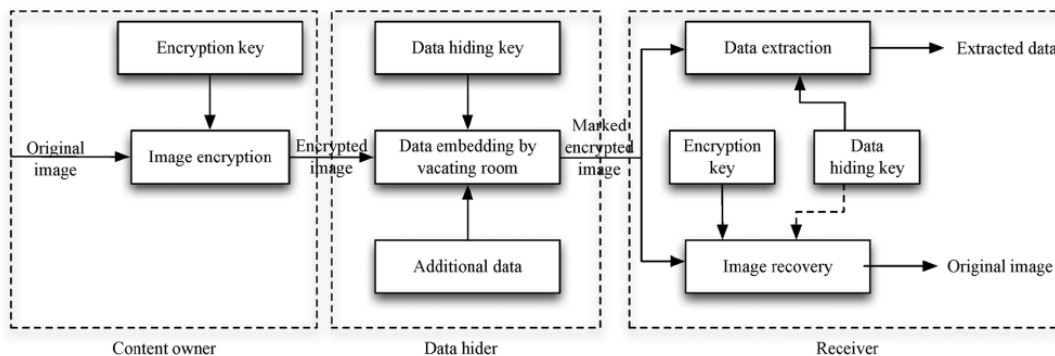 Encryption key
Original
image
Image encryption
Encrypted
image
Content owner
Data hiding key
Data embedding by
vacating room
Additional data
Marked
encrypted
image
Data hider
Data extraction
Extracted data
Encryption
key
Data
hiding key
Image recovery
Original image
Receiver